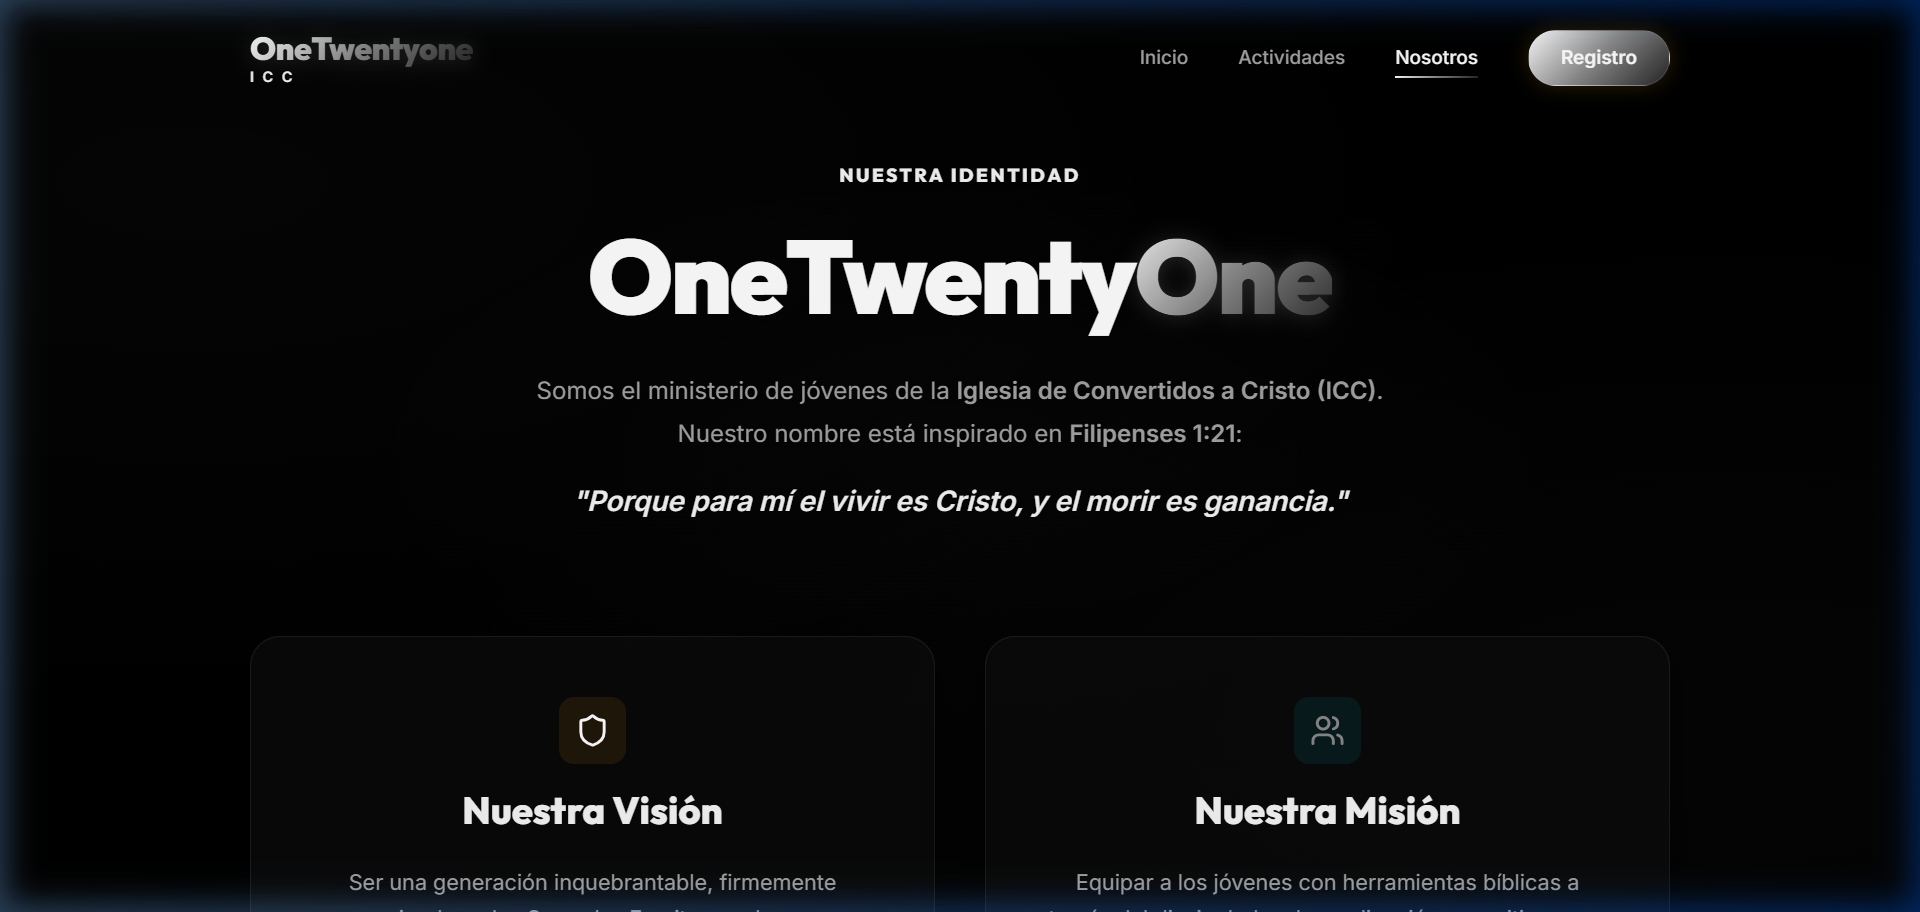 OneTwentyone
ICC
Inicio
Actividades
Nosotros
Registro
NUESTRA IDENTIDAD
OneTwentyOne
Somos el ministerio de jóvenes de la Iglesia de Convertidos a Cristo (ICC).
Nuestro nombre está inspirado en Filipenses 1:21:
"Porque para mí el vivir es Cristo, y el morir es ganancia."
Nuestra Visión
Ser una generación inquebrantable, firmemente
Nuestra Misión
Equipar a los jóvenes con herramientas bíblicas a